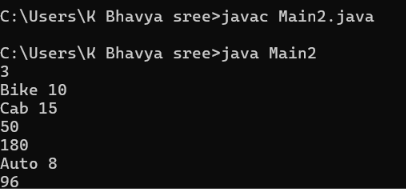 C:\Users\K Bhavya sree>javac Main2.java
C:\Users\K Bhavya sree>java Main2
3
Bike 10
Cab 15
50
180
Auto 8
96